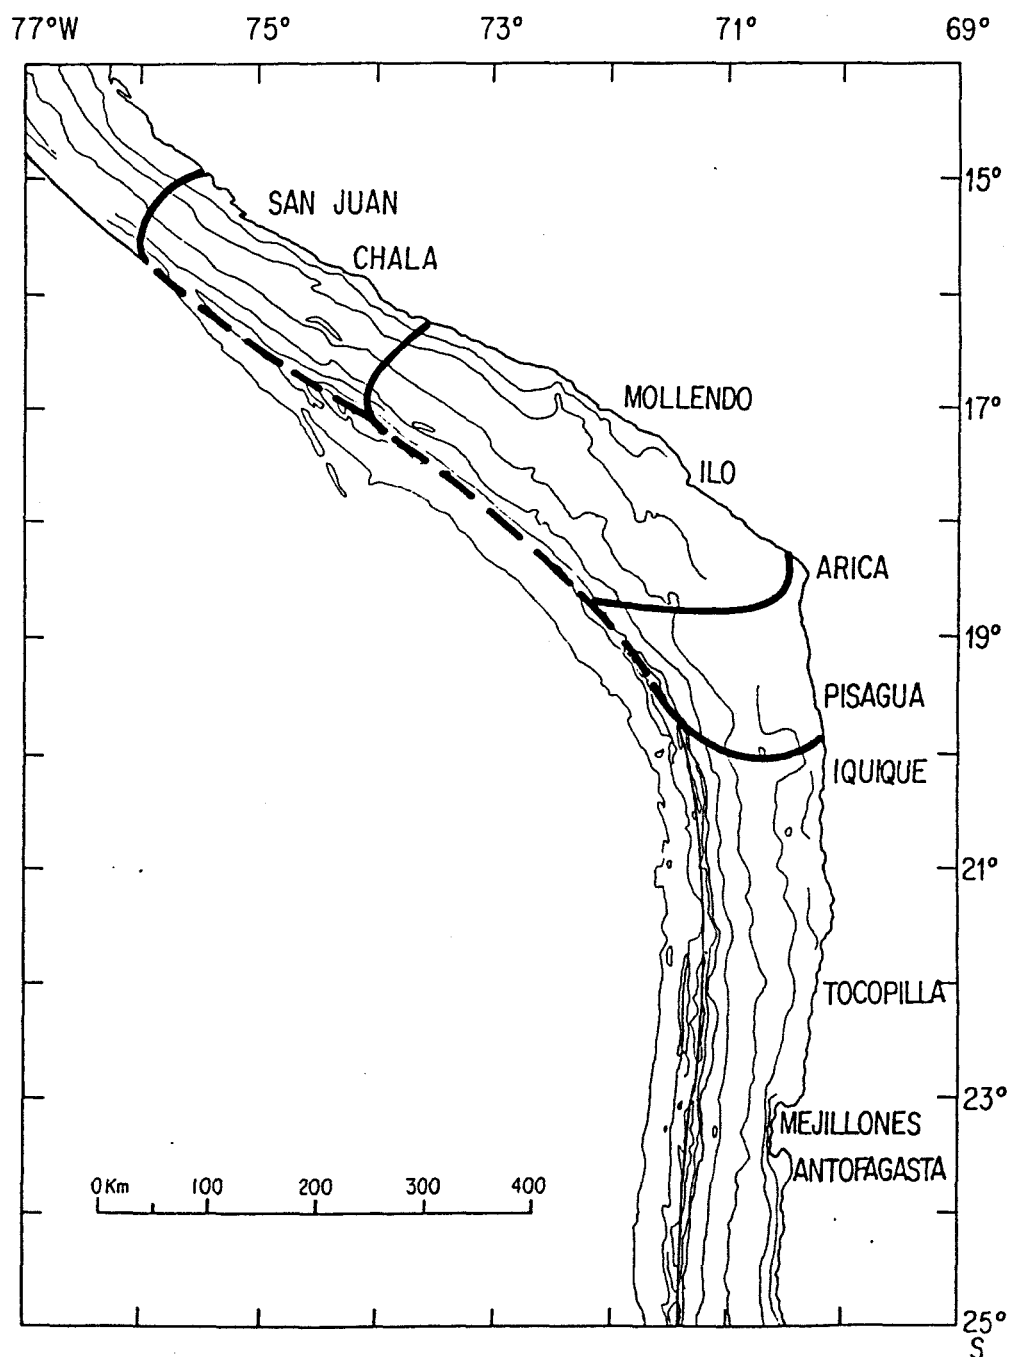 77°W 75° 73° 71° 69°
15°
SAN JUAN
CHALA
MOLLENDO
17°
ILO
ARICA
19°
PISAGUA
IQUIQUE
21°
TOCOPILLA
23°
MEJILLONES
ANTOFAGASTA
0 Km 100 200 300 400
25°
S